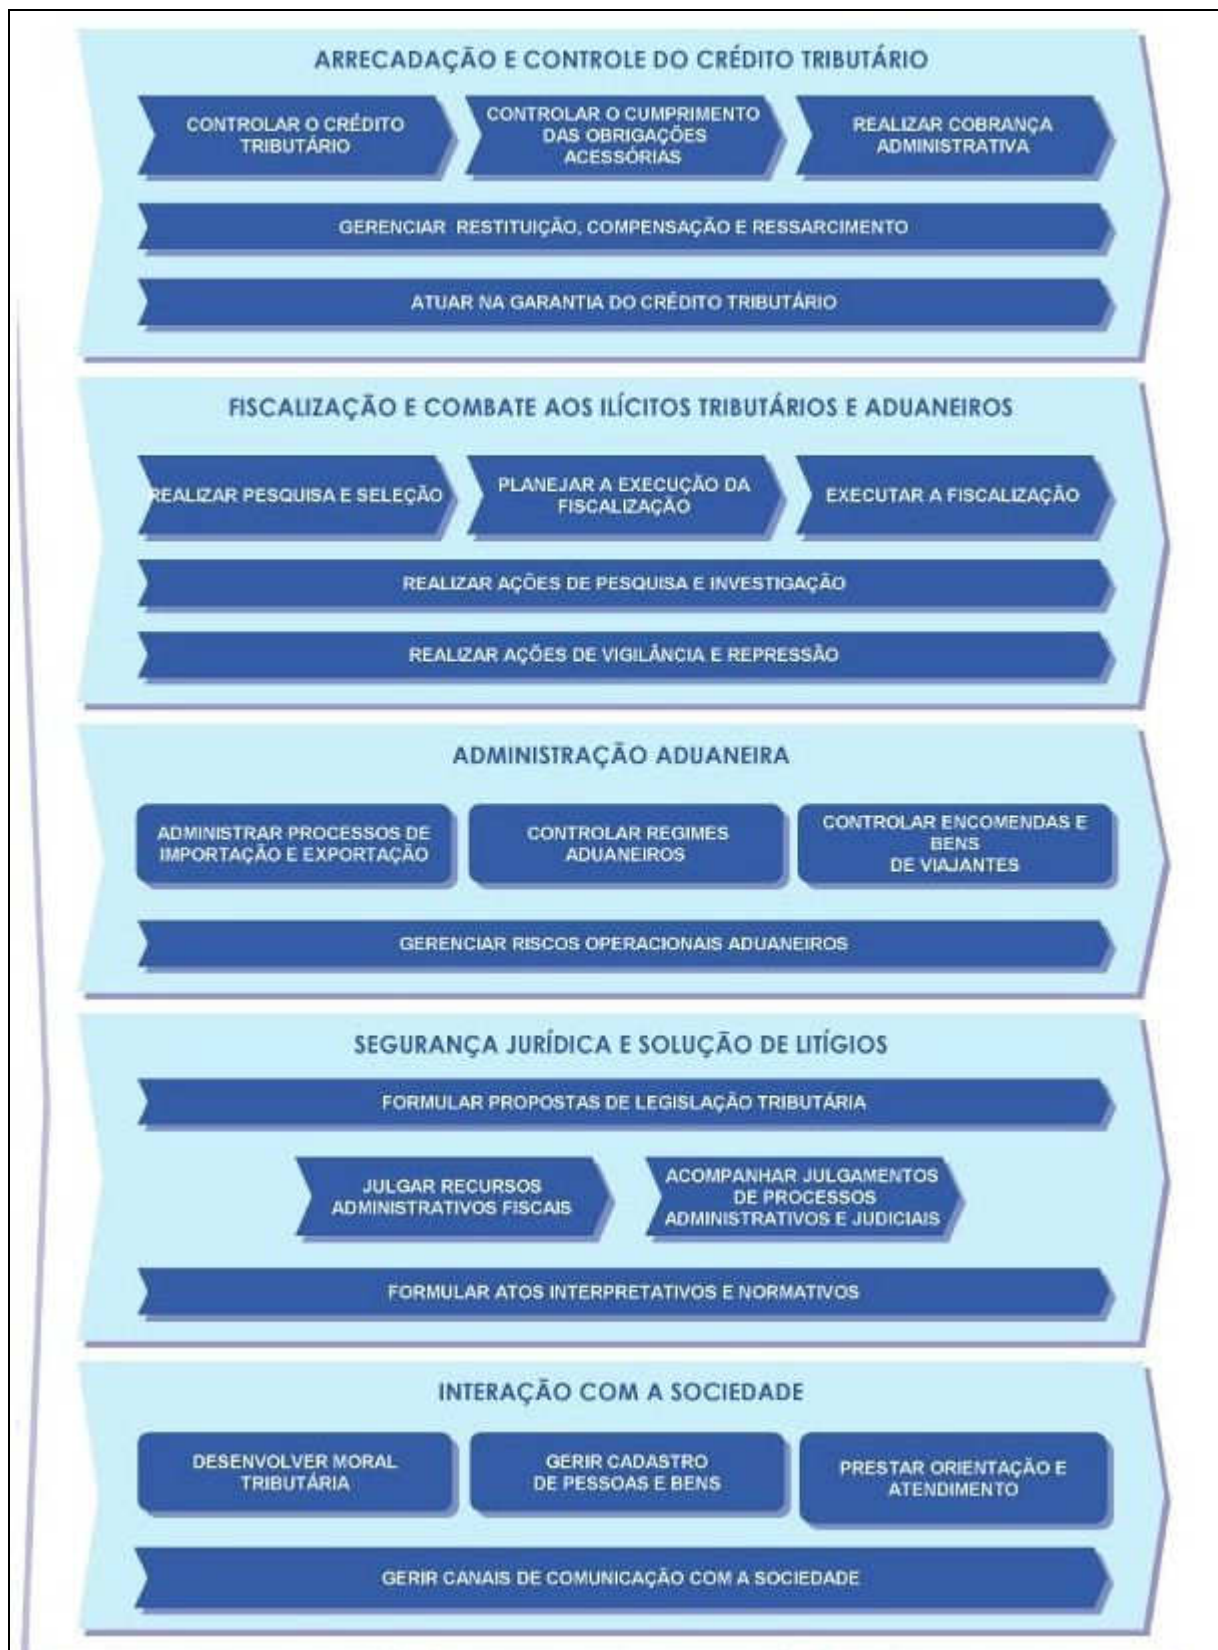 ARRECADAÇÃO E CONTROLE DO CRÉDITO TRIBUTÁRIO
CONTROLAR O CRÉDITO
TRIBUTÁRIO
CONTROLAR O CUMPRIMENTO
DAS OBRIGAÇÕES
ACESSÓRIAS
REALIZAR COBRANÇA
ADMINISTRATIVA
GERENCIAR RESTITUIÇÃO, COMPENSAÇÃO E RESSARCIMENTO
ATUAR NA GARANTIA DO CRÉDITO TRIBUTÁRIO
FISCALIZAÇÃO E COMBATE AOS ILÍCITOS TRIBUTÁRIOS E ADUANEIROS
REALIZAR PESQUISA E SELEÇÃO
PLANEJAR A EXECUÇÃO DA
FISCALIZAÇÃO
EXECUTAR A FISCALIZAÇÃO
REALIZAR AÇÕES DE PESQUISA E INVESTIGAÇÃO
REALIZAR AÇÕES DE VIGILÂNCIA E REPRESSÃO
ADMINISTRAÇÃO ADUANEIRA
ADMINISTRAR PROCESSOS DE
IMPORTAÇÃO E EXPORTAÇÃO
CONTROLAR REGIMES
ADUANEIROS
CONTROLAR ENCOMENDAS E
BENS
DE VIAJANTES
GERENCIAR RISCOS OPERACIONAIS ADUANEIROS
SEGURANÇA JURÍDICA E SOLUÇÃO DE LITÍGIOS
FORMULAR PROPOSTAS DE LEGISLAÇÃO TRIBUTÁRIA
JULGAR RECURSOS
ADMINISTRATIVOS FISCAIS
ACOMPANHAR JULGAMENTOS
DE PROCESSOS
ADMINISTRATIVOS E JUDICIAIS
FORMULAR ATOS INTERPRETATIVOS E NORMATIVOS
INTERAÇÃO COM A SOCIEDADE
DESENVOLVER MORAL
TRIBUTÁRIA
GERIR CADASTRO
DE PESSOAS E BENS
PRESTAR ORIENTAÇÃO E
ATENDIMENTO
GERIR CANAIS DE COMUNICAÇÃO COM A SOCIEDADE